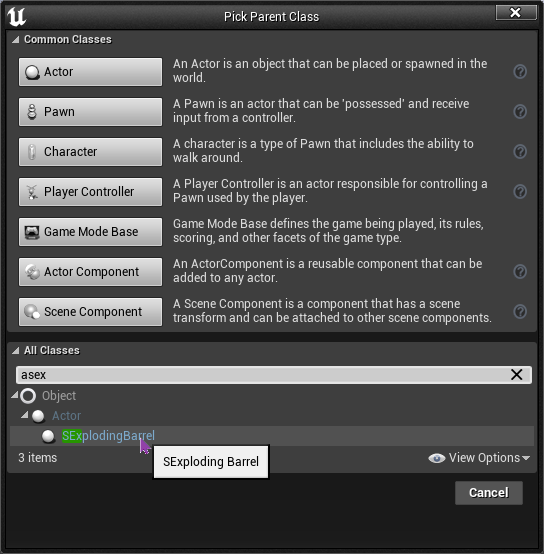 Pick Parent Class
Common Classes
Actor
An Actor is an object that can be placed or spawned in the
world.
Pawn
A Pawn is an actor that can be 'possessed' and receive
input from a controller.
Character
A character is a type of Pawn that includes the ability to
walk around.
Player Controller
A Player Controller is an actor responsible for controlling a
Pawn used by the player.
Game Mode Base
Game Mode Base defines the game being played, its rules,
scoring, and other facets of the game type.
Actor Component
An ActorComponent is a reusable component that can be
added to any actor.
Scene Component
A Scene Component is a component that has a scene
transform and can be attached to other scene components.
All Classes
asex
Object
Actor
SExplodingBarrel
SExploding Barrel
3 items
View Options
Cancel